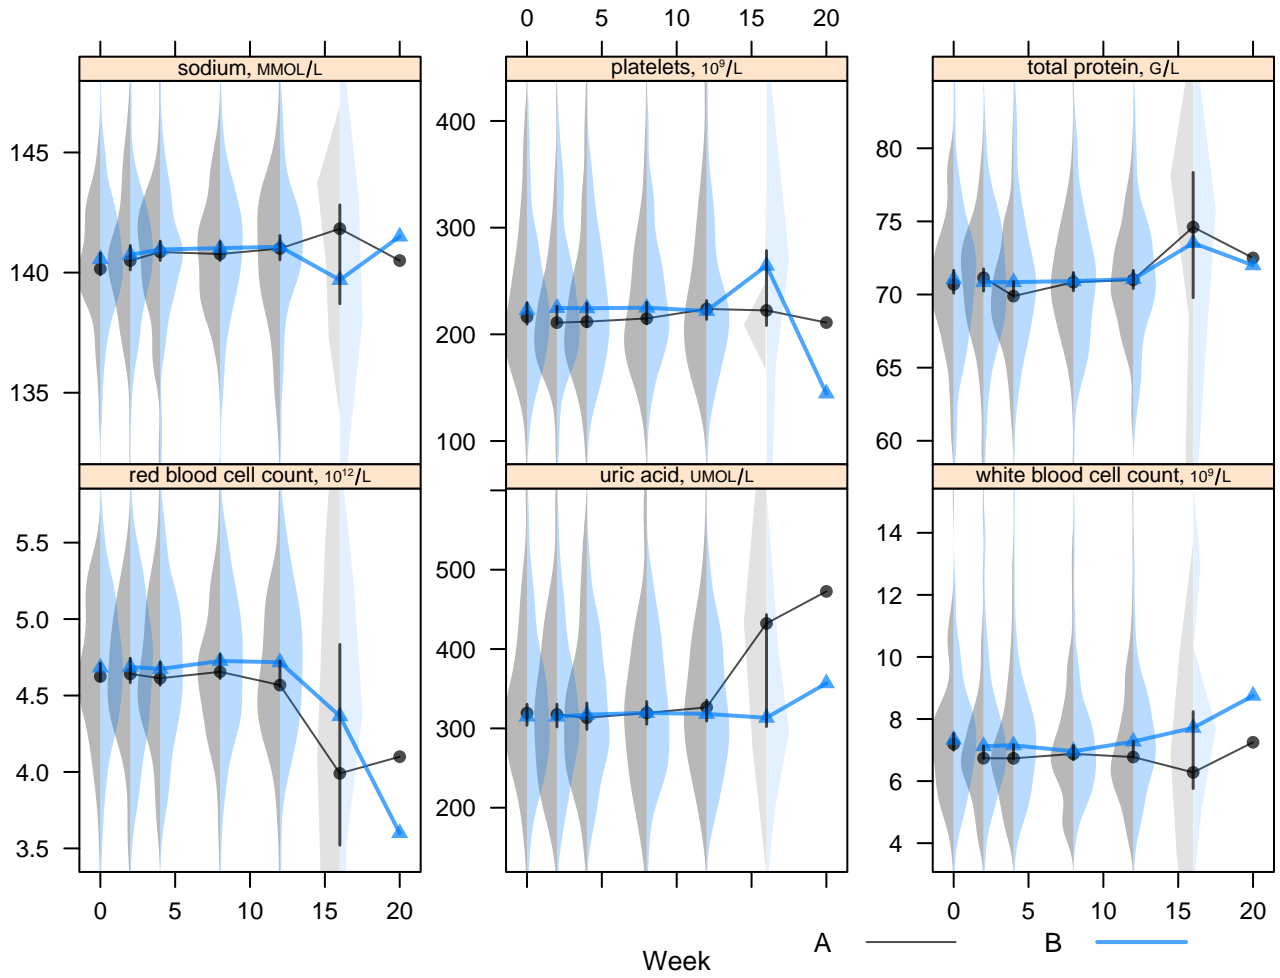 0 5 10 15 20
sodium, MMOL/L
platelets, 10⁹/L
total protein, G/L
145
140
135
400
300
200
100
80
75
70
65
60
red blood cell count, 10¹²/L
uric acid, UMOL/L
white blood cell count, 10⁹/L
5.5
5.0
4.5
4.0
3.5
500
400
300
200
14
12
10
8
6
4
0 5 10 15 20
0 5 10 15 20
A
B
Week